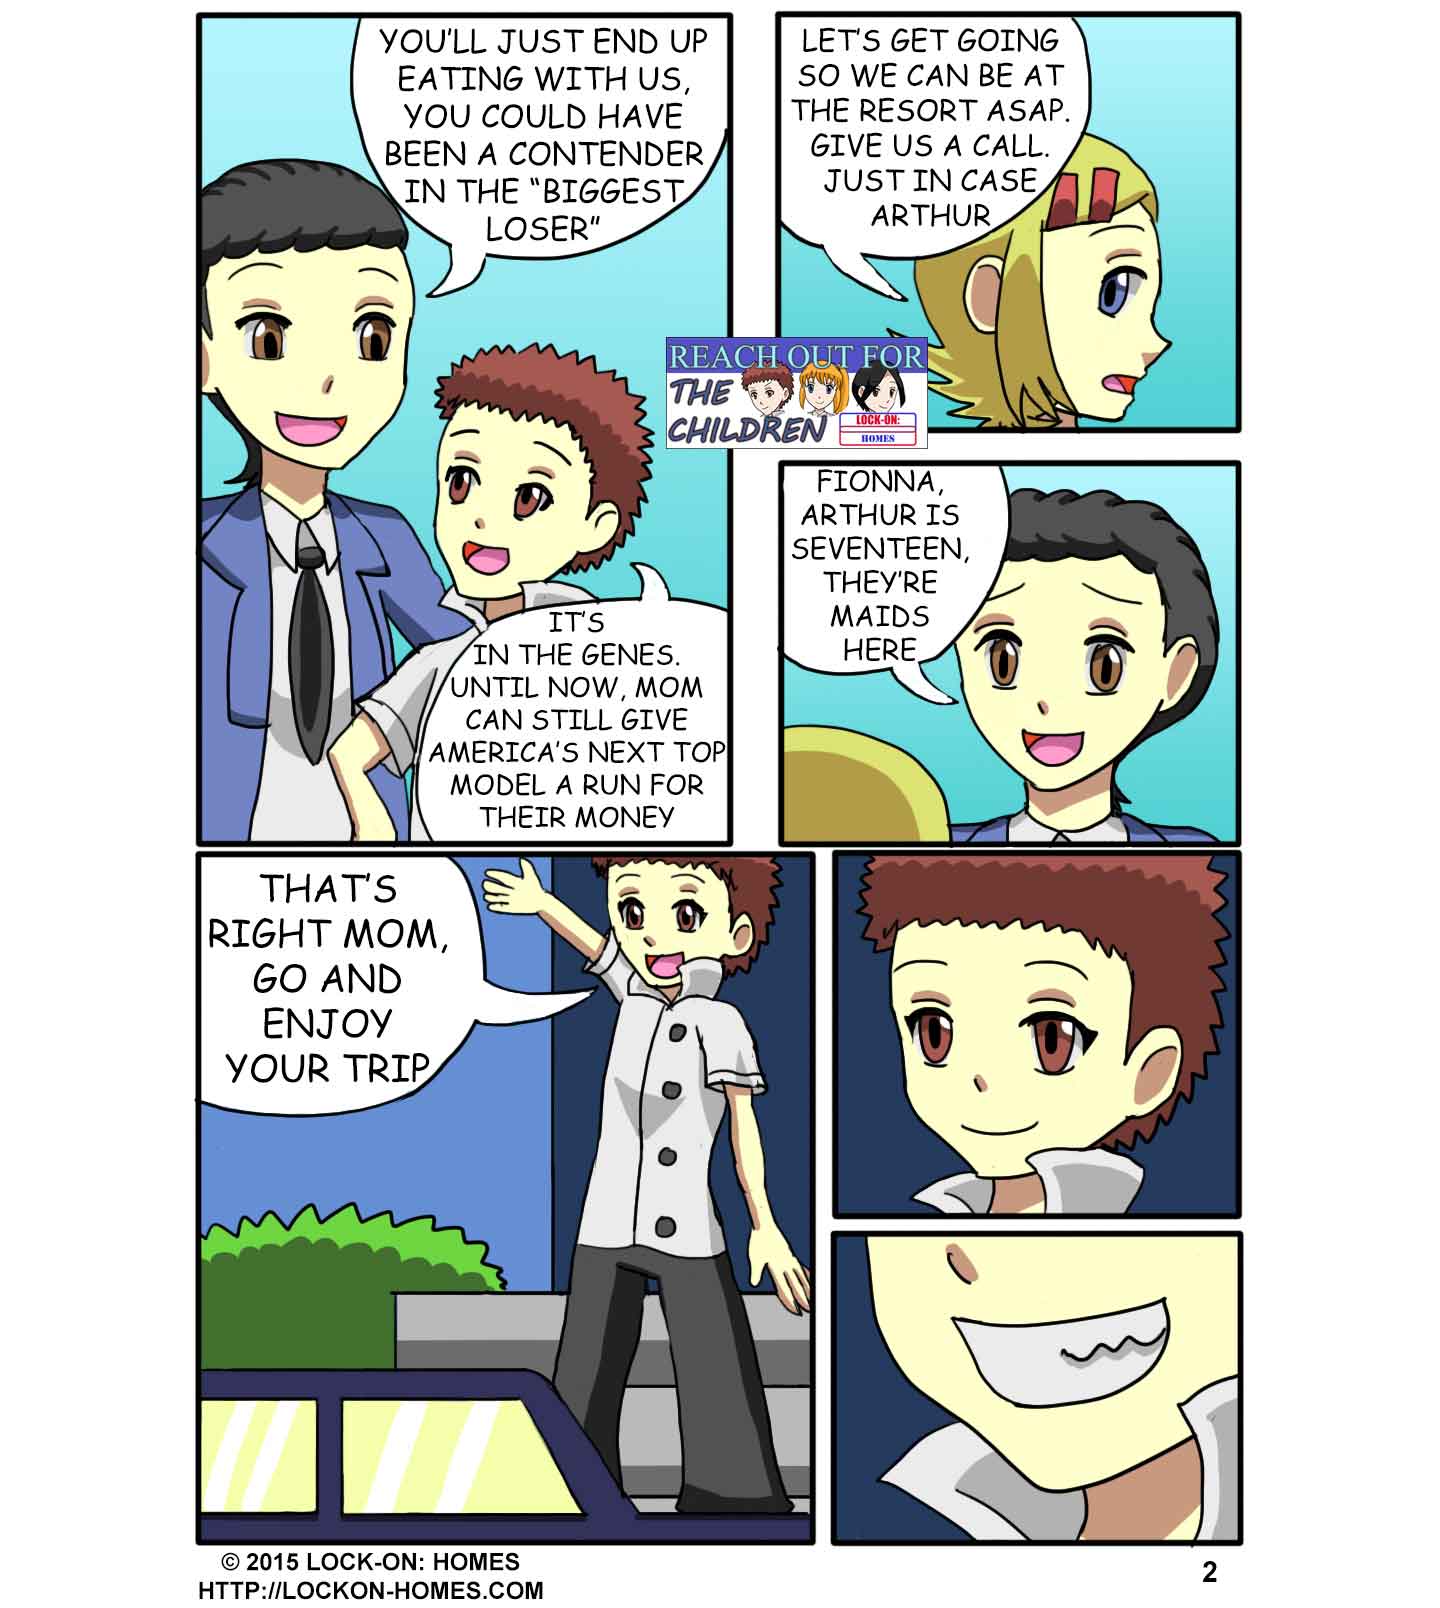 YOU'LL JUST END UP
EATING WITH US,
YOU COULD HAVE
BEEN A CONTENDER
IN THE "BIGGEST
LOSER"
IT'S
IN THE GENES.
UNTIL NOW, MOM
CAN STILL GIVE
AMERICA'S NEXT TOP
MODEL A RUN FOR
THEIR MONEY
LET'S GET GOING
SO WE CAN BE AT
THE RESORT ASAP.
GIVE US A CALL.
JUST IN CASE
ARTHUR
REACH OUT FOR
THE
CHILDREN
LOCK-ON:
HOMES
FIONNA,
ARTHUR IS
SEVENTEEN,
THEY'RE
MAIDS
HERE
THAT'S
RIGHT MOM,
GO AND
ENJOY
YOUR TRIP
© 2015 LOCK-ON: HOMES
HTTP://LOCKON-HOMES.COM
2